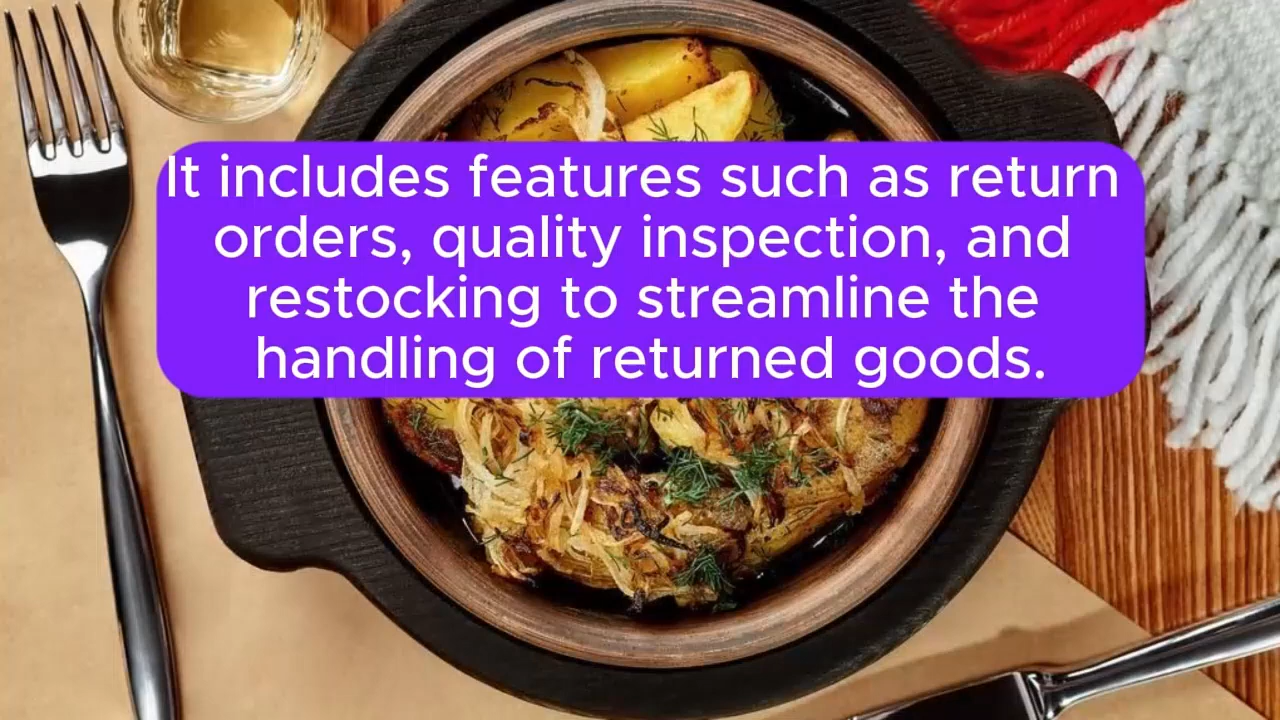 It includes features such as return
orders, quality inspection, and
restocking to streamline the
handling of returned goods.